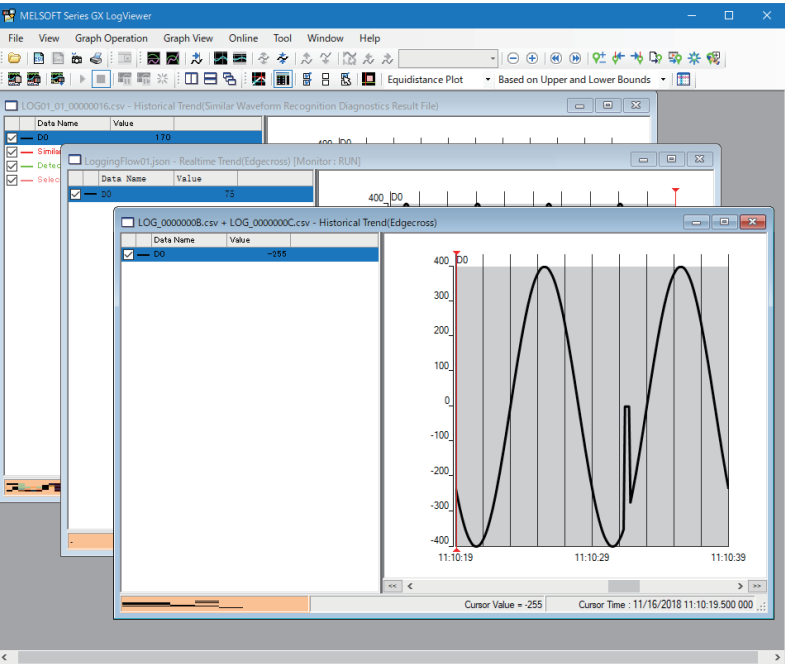 MELSOFT Series GX LogViewer
File View Graph Operation Graph View Online Tool Window Help
Equidistance Plot Based on Upper and Lower Bounds
LOG01_01_00000016.csv - Historical Trend(Similar Waveform Recognition Diagnostics Result File)
Data Name Value
D0 170
Similar
Detec
Selec
400 D0
LoggingFlow01.json - Realtime Trend(Edgecross) [Monitor : RUN]
Data Name Value
D0 75
400 D0
LOG_0000000B.csv + LOG_0000000C.csv - Historical Trend(Edgecross)
Data Name Value
D0 -255
400 D0
300
200
100
0
-100
-200
-300
-400
11:10:19 11:10:29 11:10:39
Cursor Value = -255 Cursor Time : 11/16/2018 11:10:19.500 000